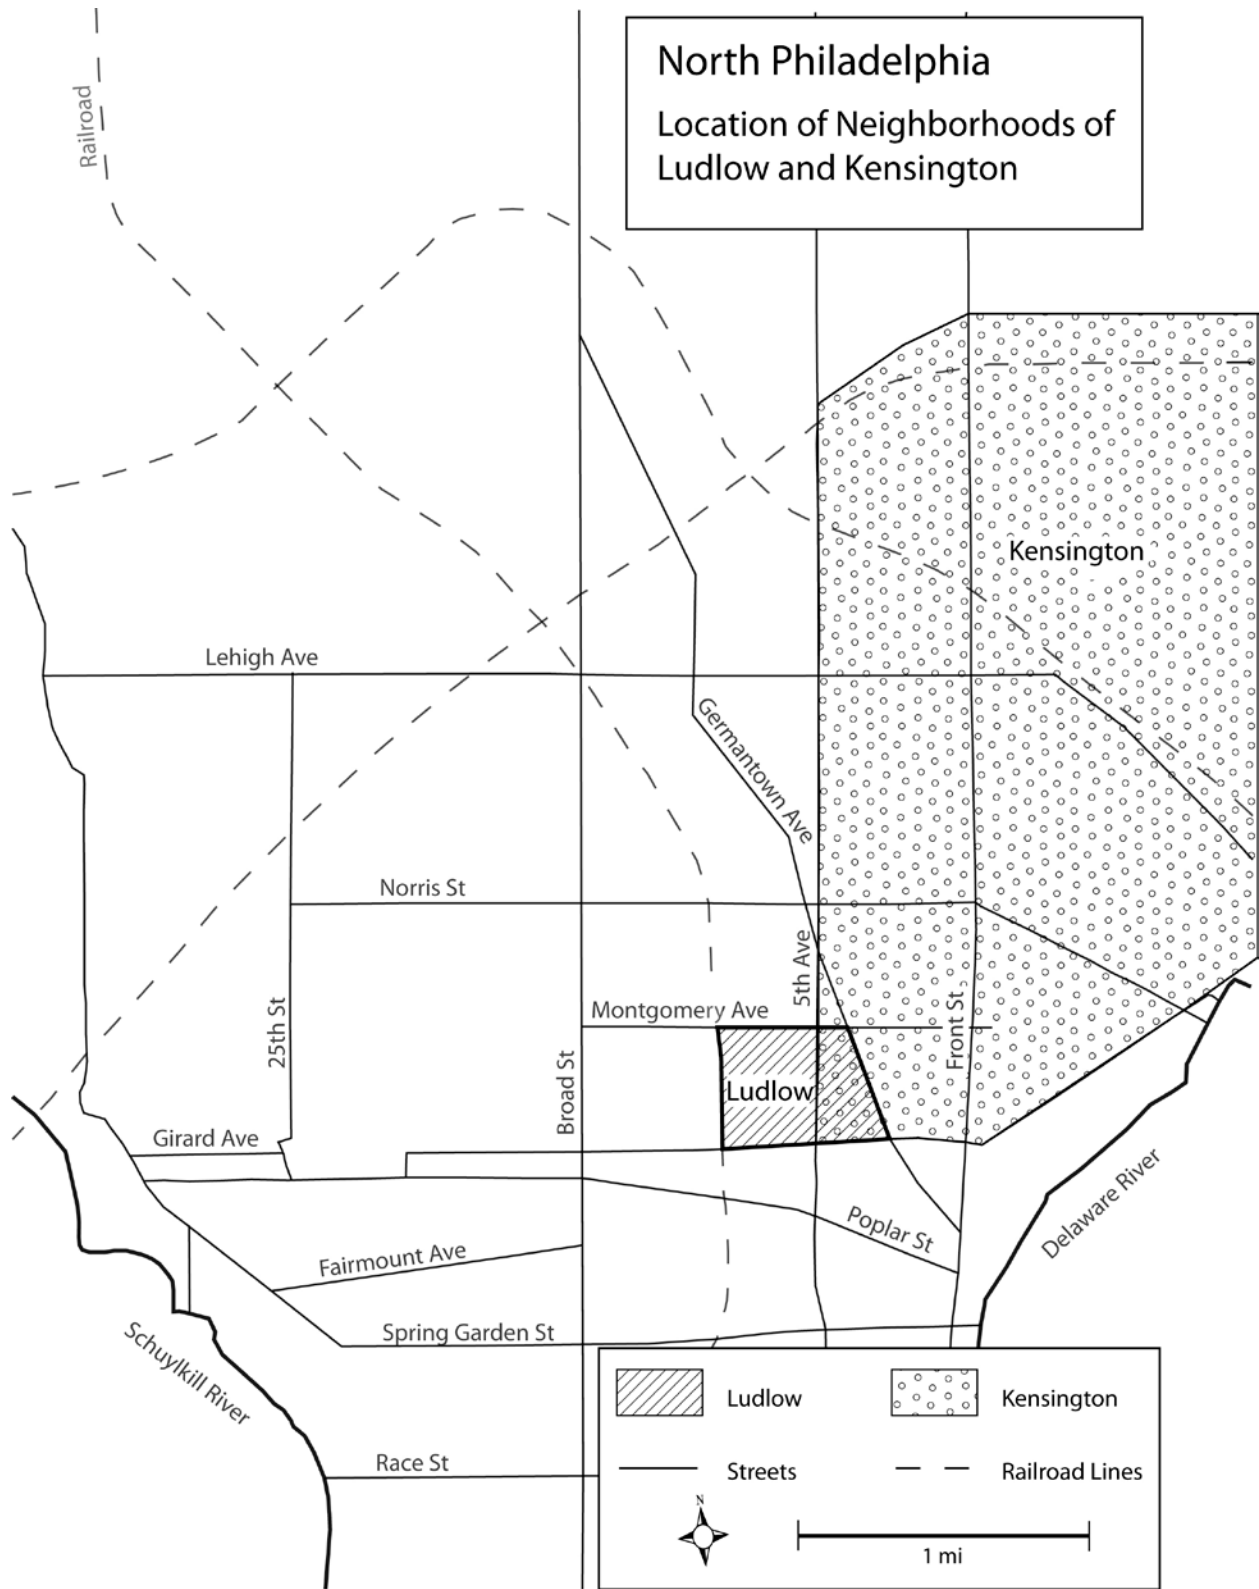 North Philadelphia
Location of Neighborhoods of
Ludlow and Kensington
Railroad
Kensington
Lehigh Ave
Germantown Ave
Norris St
5th Ave
Montgomery Ave
25th St
Front St
Broad St
Ludlow
Girard Ave
Poplar St
Delaware River
Fairmount Ave
Spring Garden St
Schuylkill River
Race St
Ludlow
Kensington
Streets
Railroad Lines
N
1 mi